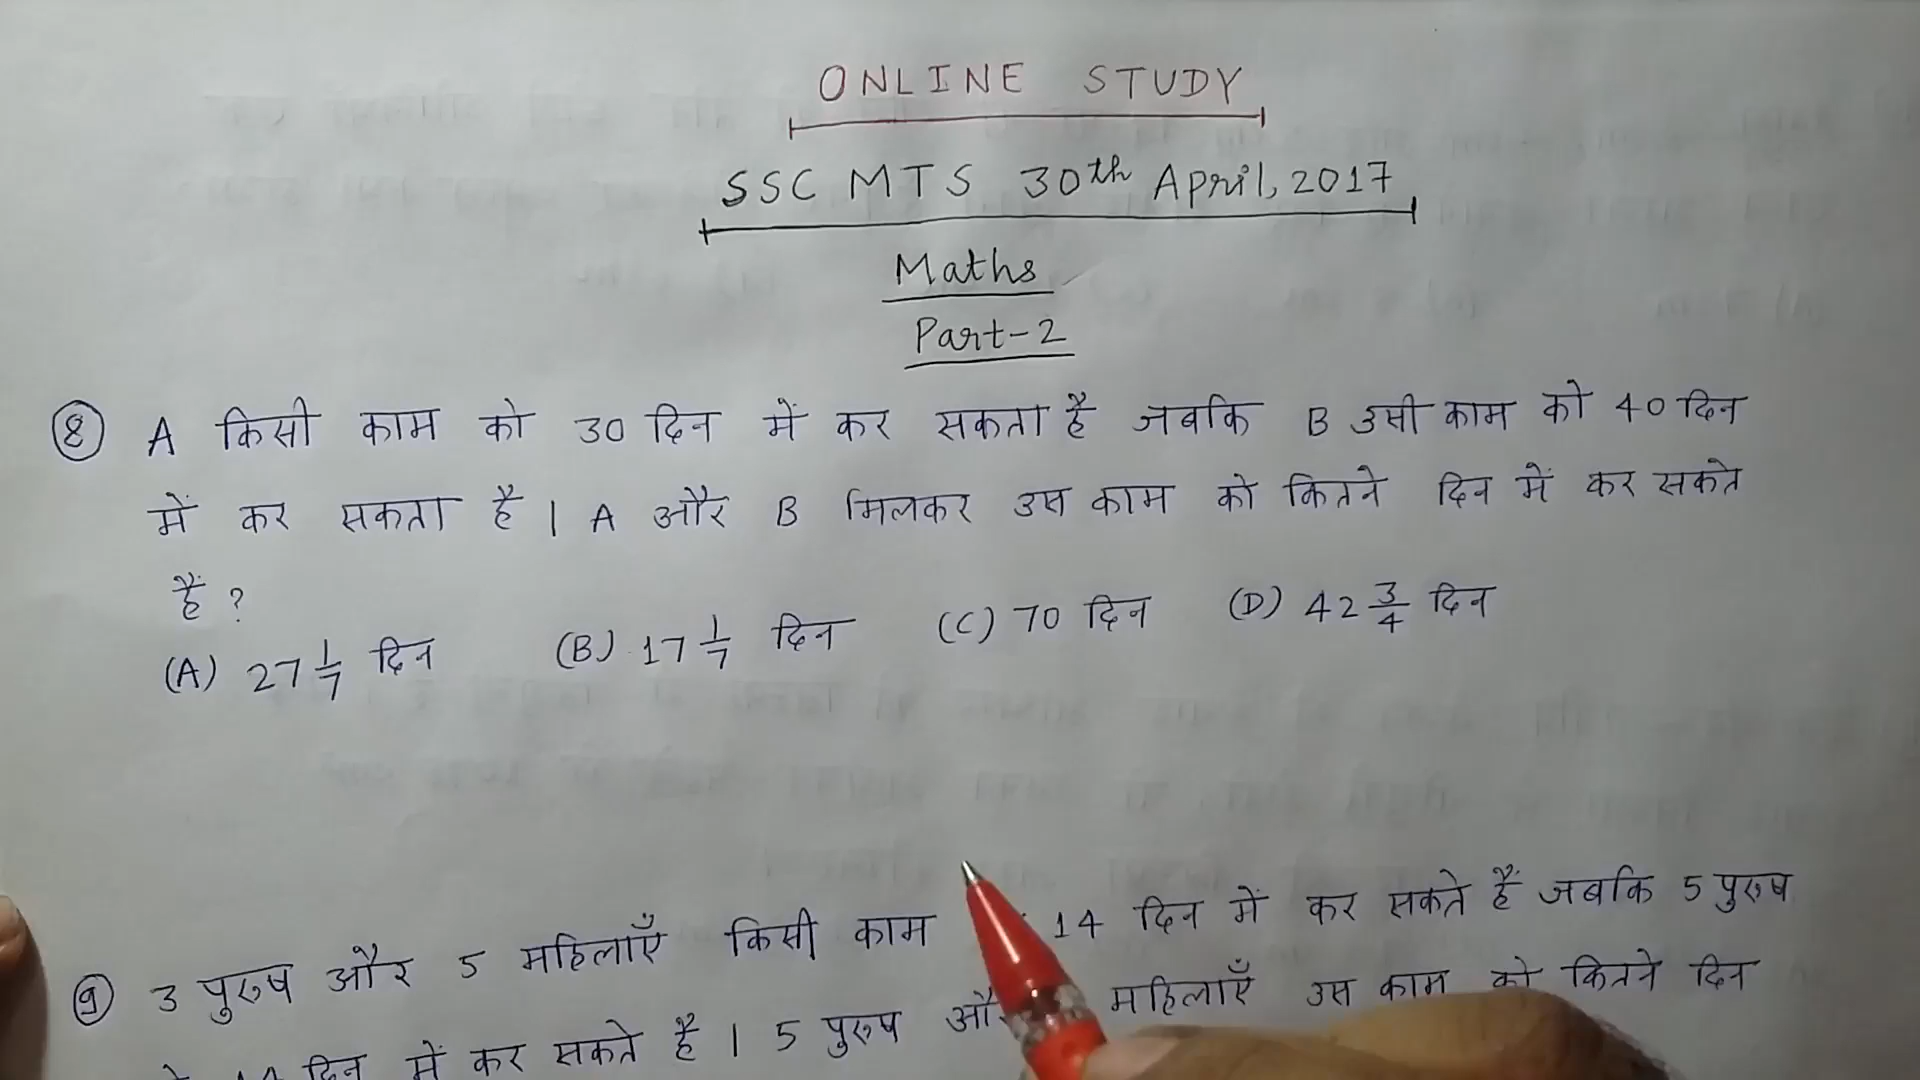 ONLINE STUDY
SSC MTS 30th April, 2017
Maths
Part-2
(8) A किसी काम को 30 दिन में कर सकता है जबकि B उसी काम को 40 दिन
में कर सकता है | A और B मिलकर उस काम को कितने दिन में कर सकते
हैं ?
(A) 27 1/7 दिन (B) 17 1/7 दिन (C) 70 दिन (D) 42 3/4 दिन
(9) 3 पुरुष और 5 महिलाएँ किसी काम 14 दिन में कर सकते हैं जबकि 5 पुरुष
दिन में कर सकते है | 5 पुरुष और महिलाएँ उस काम को कितने दिन